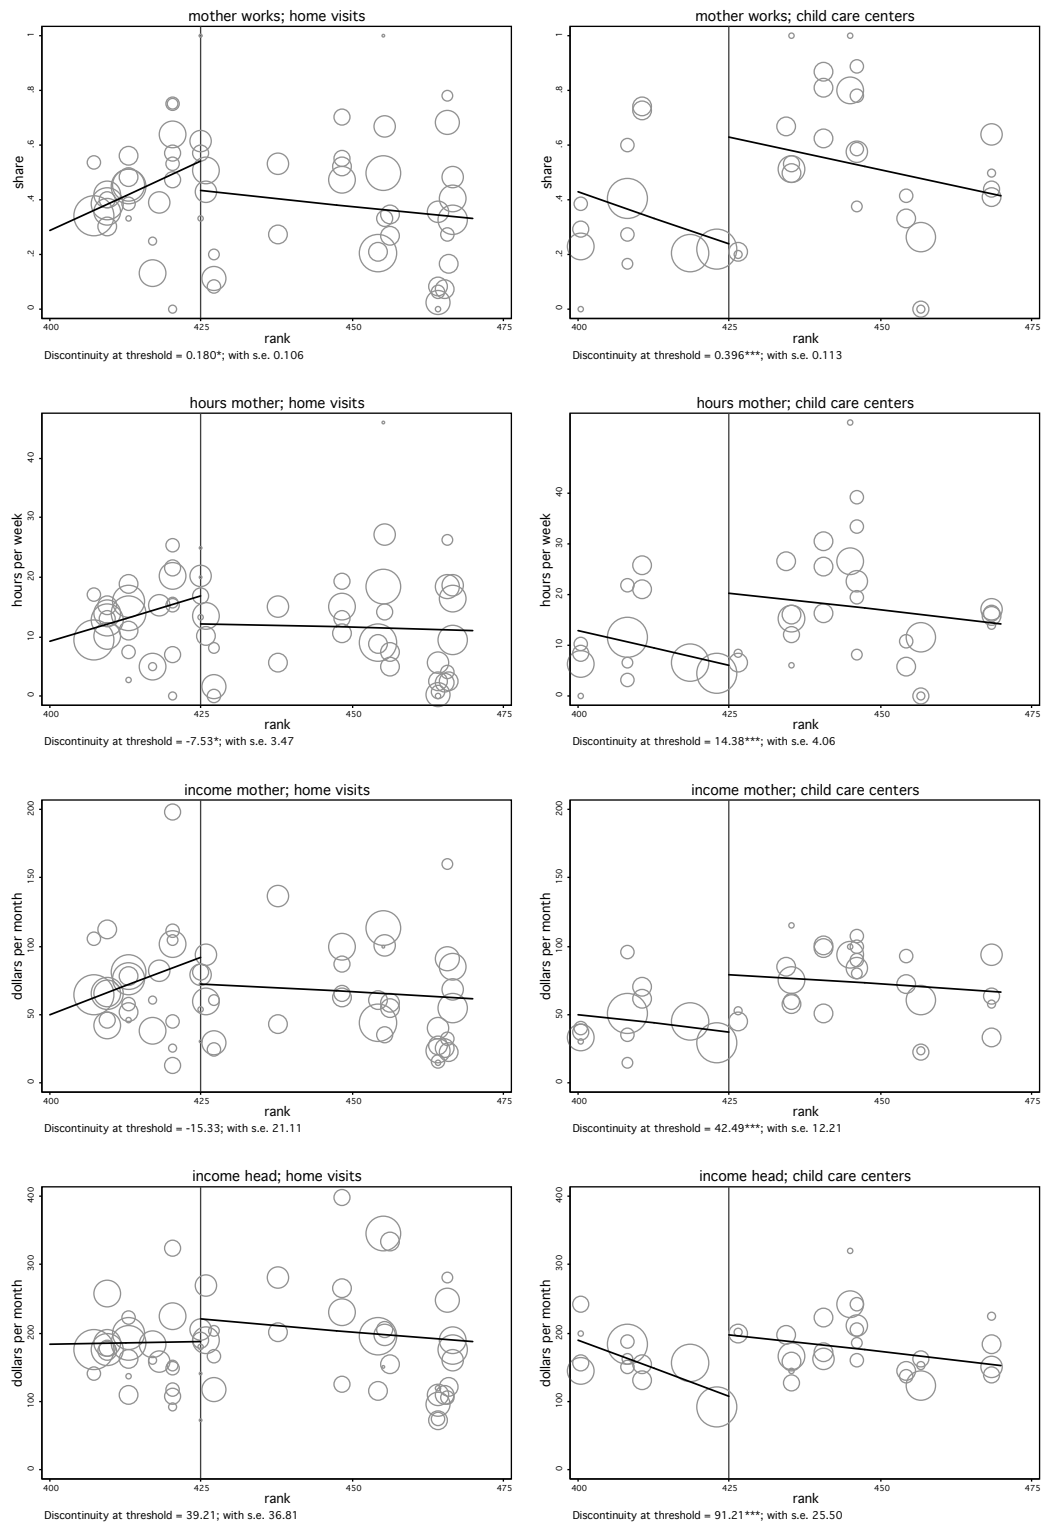 mother works; home visits
share
0 .2 .4 .6 .8 1
400 425 450 475
rank
Discontinuity at threshold = 0.180*; with s.e. 0.106
mother works; child care centers
share
0 .2 .4 .6 .8 1
400 425 450 475
rank
Discontinuity at threshold = 0.396***; with s.e. 0.113
hours mother; home visits
hours per week
0 10 20 30 40
400 425 450 475
rank
Discontinuity at threshold = -7.53*; with s.e. 3.47
hours mother; child care centers
hours per week
0 10 20 30 40
400 425 450 475
rank
Discontinuity at threshold = 14.38***; with s.e. 4.06
income mother; home visits
dollars per month
0 50 100 150 200
400 425 450 475
rank
Discontinuity at threshold = -15.33; with s.e. 21.11
income mother; child care centers
dollars per month
0 50 100 150 200
400 425 450 475
rank
Discontinuity at threshold = 42.49***; with s.e. 12.21
income head; home visits
dollars per month
0 100 200 300 400
400 425 450 475
rank
Discontinuity at threshold = 39.21; with s.e. 36.81
income head; child care centers
dollars per month
0 100 200 300 400
400 425 450 475
rank
Discontinuity at threshold = 91.21***; with s.e. 25.50